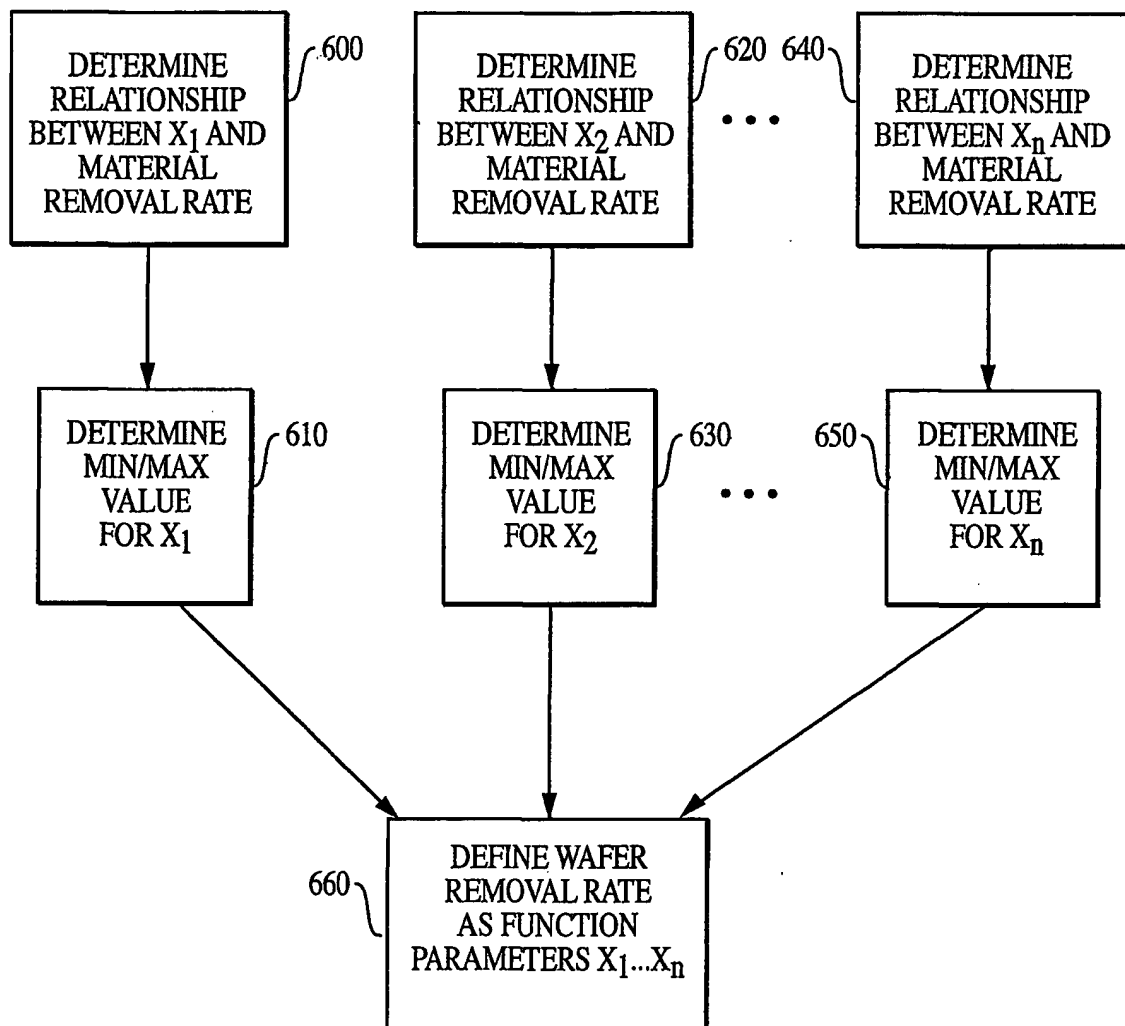 DETERMINE
RELATIONSHIP
BETWEEN X1 AND
MATERIAL
REMOVAL RATE
600
DETERMINE
RELATIONSHIP
BETWEEN X2 AND
MATERIAL
REMOVAL RATE
620
• • •
640
DETERMINE
RELATIONSHIP
BETWEEN Xn AND
MATERIAL
REMOVAL RATE
DETERMINE
MIN/MAX
VALUE
FOR X1
610
DETERMINE
MIN/MAX
VALUE
FOR X2
630
• • •
650
DETERMINE
MIN/MAX
VALUE
FOR Xn
660
DEFINE WAFER
REMOVAL RATE
AS FUNCTION
PARAMETERS X1...Xn